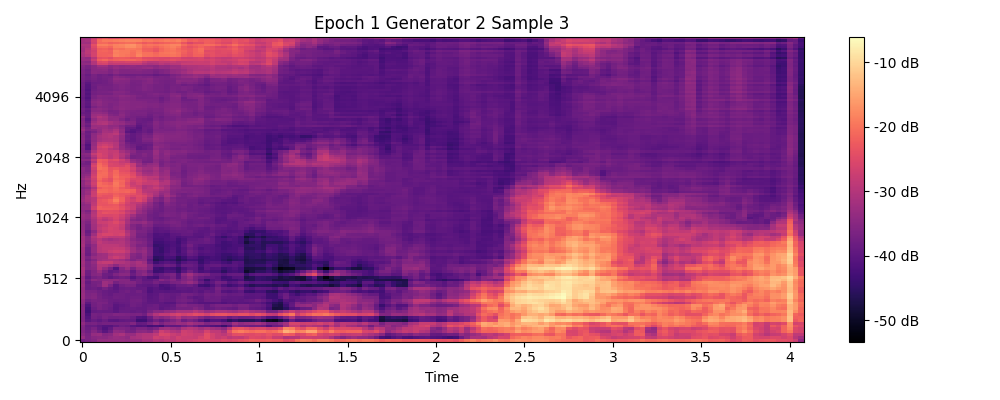 Epoch 1 Generator 2 Sample 3
Hz
4096
2048
1024
512
0
0 0.5 1 1.5 2 2.5 3 3.5 4
Time
-10 dB
-20 dB
-30 dB
-40 dB
-50 dB